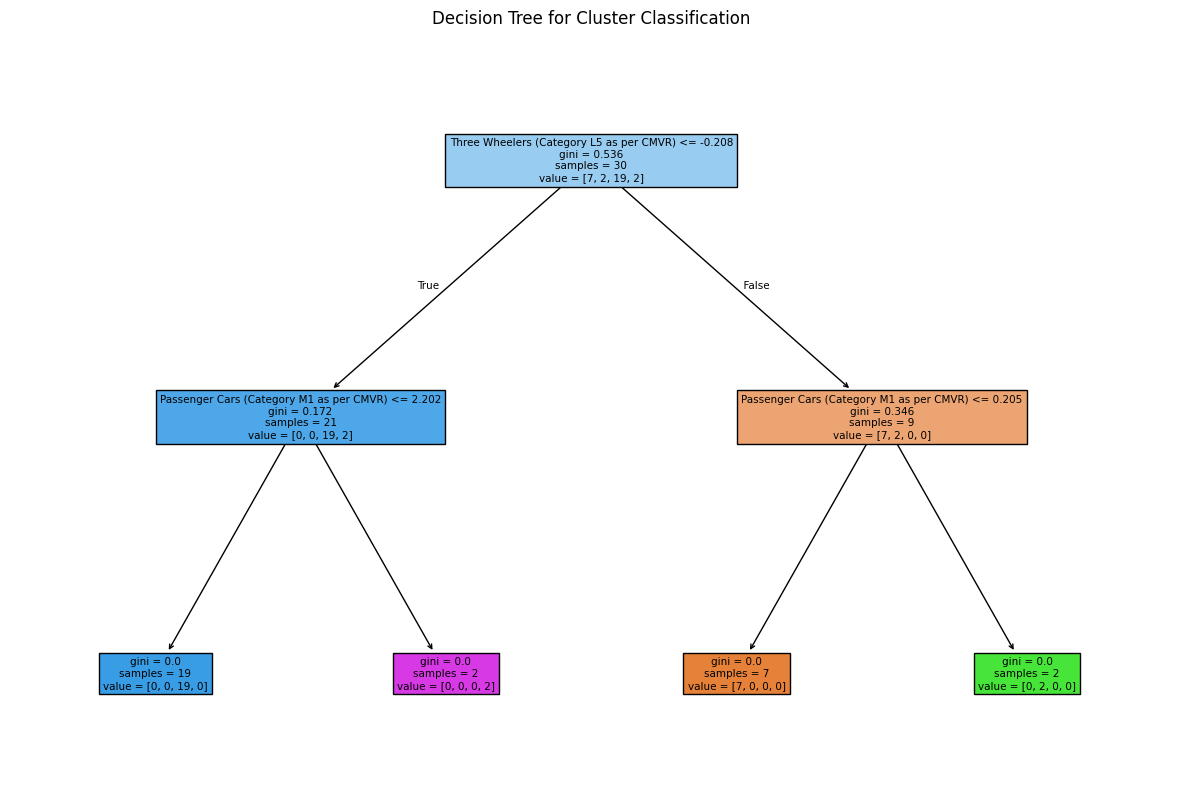 Decision Tree for Cluster Classification
Three Wheelers (Category L5 as per CMVR) <= -0.208
gini = 0.536
samples = 30
value = [7, 2, 19, 2]
True
False
Passenger Cars (Category M1 as per CMVR) <= 2.202
gini = 0.172
samples = 21
value = [0, 0, 19, 2]
Passenger Cars (Category M1 as per CMVR) <= 0.205
gini = 0.346
samples = 9
value = [7, 2, 0, 0]
gini = 0.0
samples = 19
value = [0, 0, 19, 0]
gini = 0.0
samples = 2
value = [0, 0, 0, 2]
gini = 0.0
samples = 7
value = [7, 0, 0, 0]
gini = 0.0
samples = 2
value = [0, 2, 0, 0]